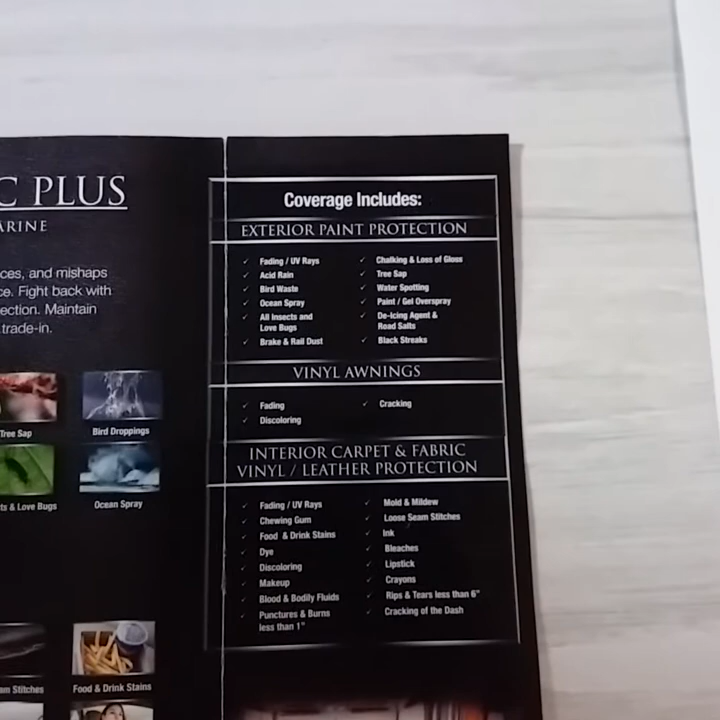 C PLUS
ARINE
ces, and mishaps
ce. Fight back with
ection. Maintain
trade-in.
Tree Sap
Bird Droppings
ts & Love Bugs
Ocean Spray
am Stitches
Food & Drink Stains
Coverage Includes:
EXTERIOR PAINT PROTECTION
Fading / UV Rays
Acid Rain
Bird Waste
Ocean Spray
All Insects and
Love Bugs
Brake & Rail Dust
Chalking & Loss of Gloss
Tree Sap
Water Spotting
Paint / Gel Overspray
De-Icing Agent &
Road Salts
Black Streaks
VINYL AWNINGS
Fading
Discoloring
Cracking
INTERIOR CARPET & FABRIC
VINYL / LEATHER PROTECTION
Fading / UV Rays
Chewing Gum
Food & Drink Stains
Dye
Discoloring
Makeup
Blood & Bodily Fluids
Punctures & Burns
less than 1"
Mold & Mildew
Loose Seam Stitches
Ink
Bleaches
Lipstick
Crayons
Rips & Tears less than 6"
Cracking of the Dash